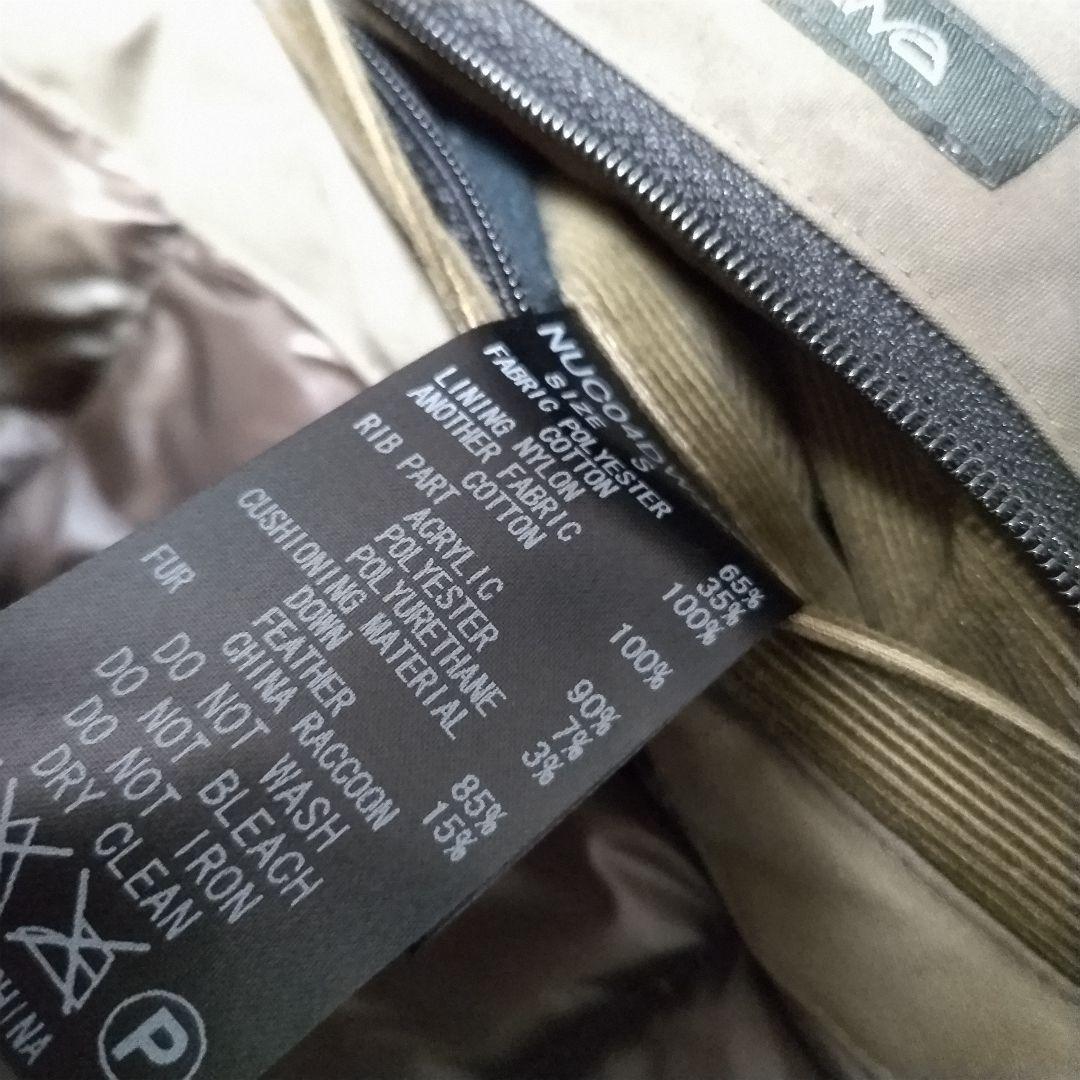 SIZE S
FABRIC POLYESTER 65%
COTTON 35%
LINING NYLON 100%
ANOTHER FABRIC
COTTON 100%
RIB PART
ACRYLIC 90%
POLYESTER 7%
POLYURETHANE 3%
CUSHIONING MATERIAL
DOWN 85%
FEATHER 15%
FUR CHINA RACCOON
DO NOT WASH
DO NOT BLEACH
DO NOT IRON
DRY CLEAN
P